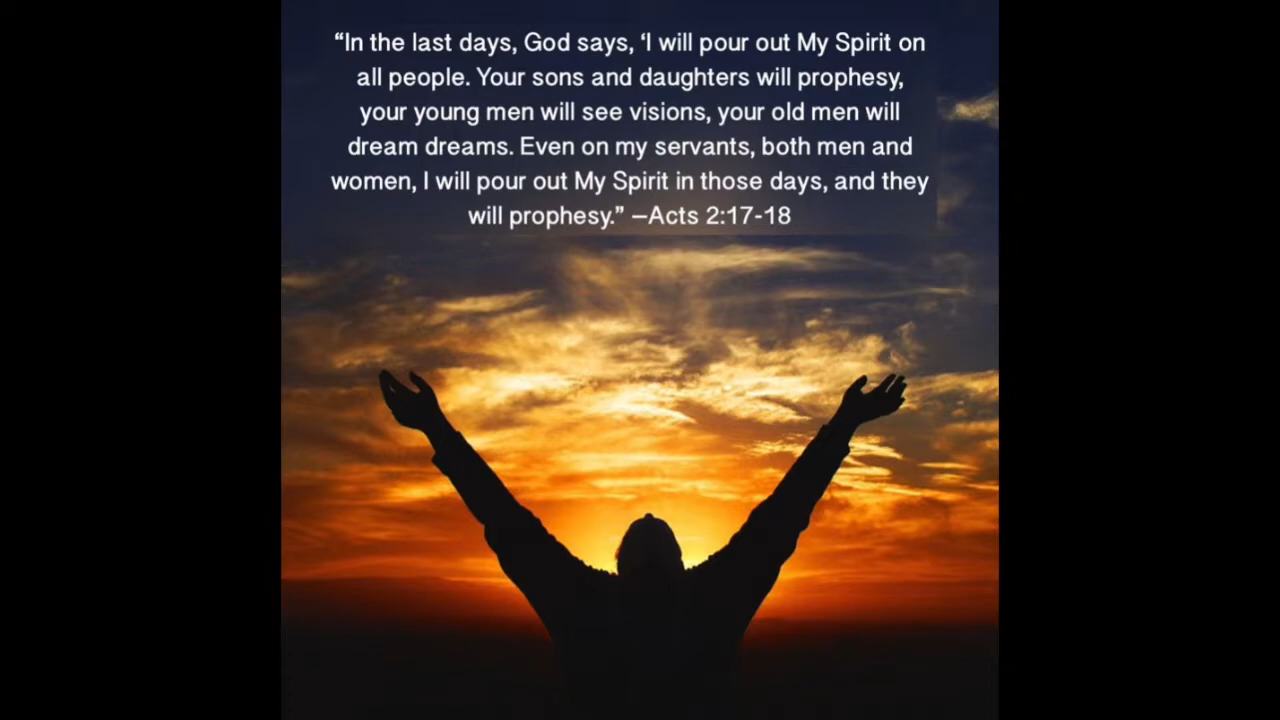 “In the last days, God says, ‘I will pour out My Spirit on
all people. Your sons and daughters will prophesy,
your young men will see visions, your old men will
dream dreams. Even on my servants, both men and
women, I will pour out My Spirit in those days, and they
will prophesy.” —Acts 2:17-18